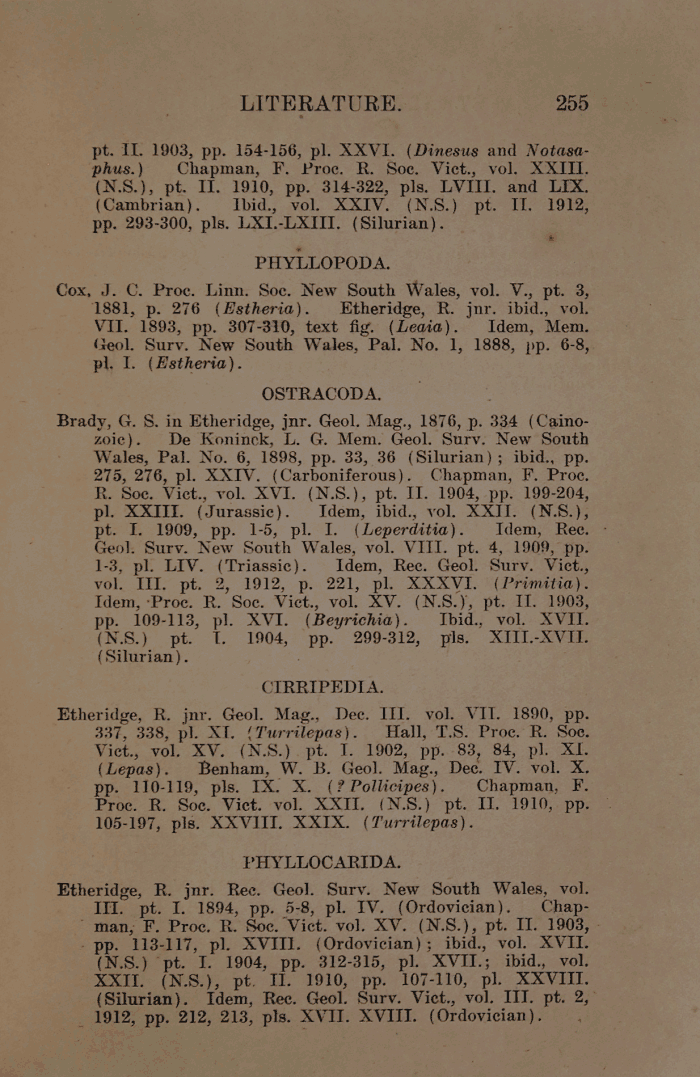 LITERATURE. 255
pt. II. 1903, pp. 154-156, pl. XXVI. (Dinesus and Notasa-
phus.) Chapman, F. Proc. R. Soc. Vict., vol. XXIII.
(N.S.), pt. II. 1910, pp. 314-322, pls. LVIII. and LIX.
(Cambrian). Ibid., vol. XXIV. (N.S.) pt. II. 1912,
pp. 293-300, pls. LXI.-LXIII. (Silurian).
PHYLLOPODA.
Cox, J. C. Proc. Linn. Soc. New South Wales, vol. V., pt. 3,
1881, p. 276 (Estheria). Etheridge, R. jnr. ibid., vol.
VII. 1893, pp. 307-310, text fig. (Leaia). Idem, Mem.
Geol. Surv. New South Wales, Pal. No. 1, 1888, pp. 6-8,
pl. I. (Estheria).
OSTRACODA.
Brady, G. S. in Etheridge, jnr. Geol. Mag., 1876, p. 334 (Caino-
zoic). De Koninck, L. G. Mem. Geol. Surv. New South
Wales, Pal. No. 6, 1898, pp. 33, 36 (Silurian); ibid., pp.
275, 276, pl. XXIV. (Carboniferous). Chapman, F. Proc.
R. Soc. Vict., vol. XVI. (N.S.), pt. II. 1904, pp. 199-204,
pl. XXIII. (Jurassic). Idem, ibid., vol. XXII. (N.S.),
pt. I. 1909, pp. 1-5, pl. I. (Leperditia). Idem, Rec.
Geol. Surv. New South Wales, vol. VIII. pt. 4, 1909, pp.
1-3, pl. LIV. (Triassic). Idem, Rec. Geol. Surv. Vict.,
vol. III. pt. 2, 1912, p. 221, pl. XXXVI. (Primitia).
Idem, Proc. R. Soc. Vict., vol. XV. (N.S.), pt. II. 1903,
pp. 109-113, pl. XVI. (Beyrichia). Ibid., vol. XVII.
(N.S.) pt. I. 1904, pp. 299-312, pls. XIII.-XVII.
(Silurian).
CIRRIPEDIA.
Etheridge, R. jnr. Geol. Mag., Dec. III. vol. VII. 1890, pp.
337, 338, pl. XI. (Turrilepas). Hall, T.S. Proc. R. Soc.
Vict., vol. XV. (N.S.) pt. I. 1902, pp. 83, 84, pl. XI.
(Lepas). Benham, W. B. Geol. Mag., Dec. IV. vol. X.
pp. 110-119, pls. IX. X. (? Pollicipes). Chapman, F.
Proc. R. Soc. Vict. vol. XXII. (N.S.) pt. II. 1910, pp.
105-197, pls. XXVIII. XXIX. (Turrilepas).
PHYLLOCARIDA.
Etheridge, R. jnr. Rec. Geol. Surv. New South Wales, vol.
III. pt. I. 1894, pp. 5-8, pl. IV. (Ordovician). Chap-
man, F. Proc. R. Soc. Vict. vol. XV. (N.S.), pt. II. 1903,
pp. 113-117, pl. XVIII. (Ordovician); ibid., vol. XVII.
(N.S.) pt. I. 1904, pp. 312-315, pl. XVII.; ibid., vol.
XXII. (N.S.), pt. II. 1910, pp. 107-110, pl. XXVIII.
(Silurian). Idem, Rec. Geol. Surv. Vict., vol. III. pt. 2,
1912, pp. 212, 213, pls. XVII. XVIII. (Ordovician).